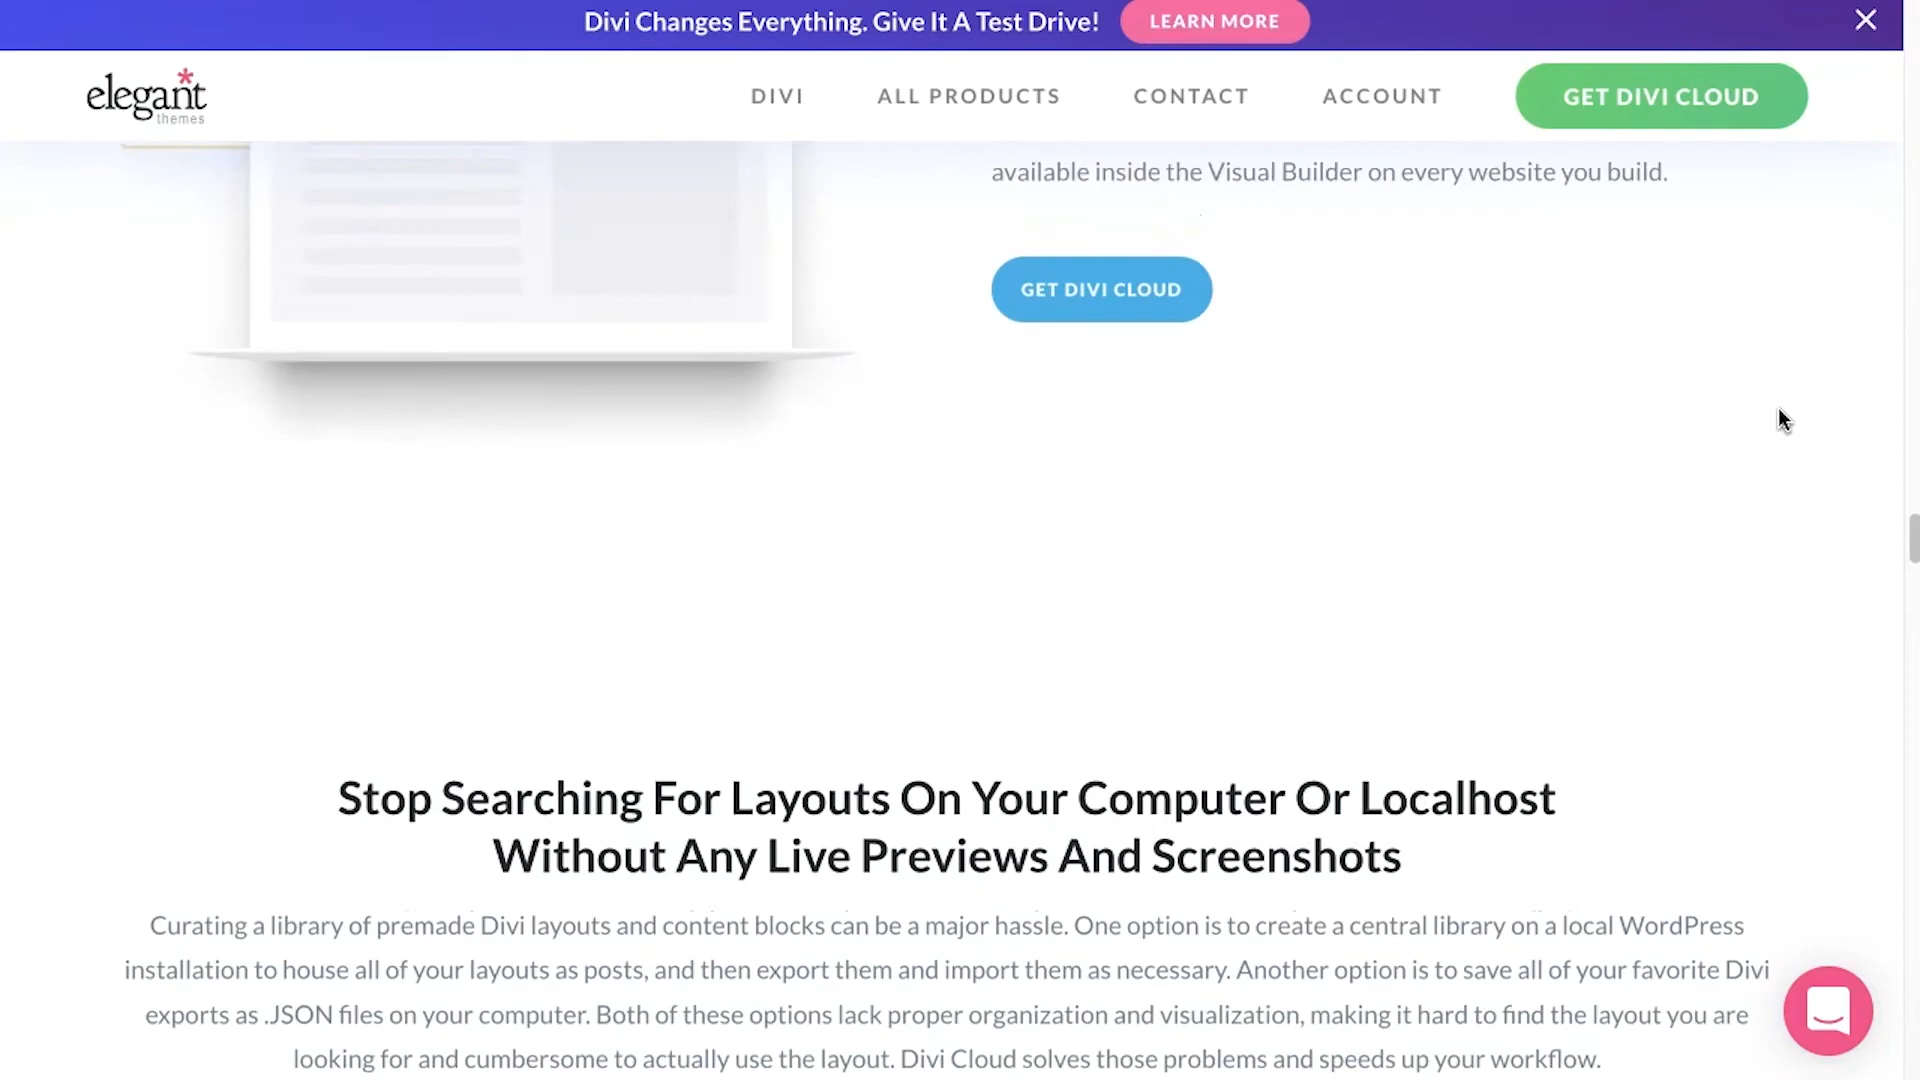 Divi Changes Everything. Give It A Test Drive! LEARN MORE
elegant themes
DIVI ALL PRODUCTS CONTACT ACCOUNT GET DIVI CLOUD
available inside the Visual Builder on every website you build.
GET DIVI CLOUD
Stop Searching For Layouts On Your Computer Or Localhost
Without Any Live Previews And Screenshots
Curating a library of premade Divi layouts and content blocks can be a major hassle. One option is to create a central library on a local WordPress
installation to house all of your layouts as posts, and then export them and import them as necessary. Another option is to save all of your favorite Divi
exports as .JSON files on your computer. Both of these options lack proper organization and visualization, making it hard to find the layout you are
looking for and cumbersome to actually use the layout. Divi Cloud solves those problems and speeds up your workflow.